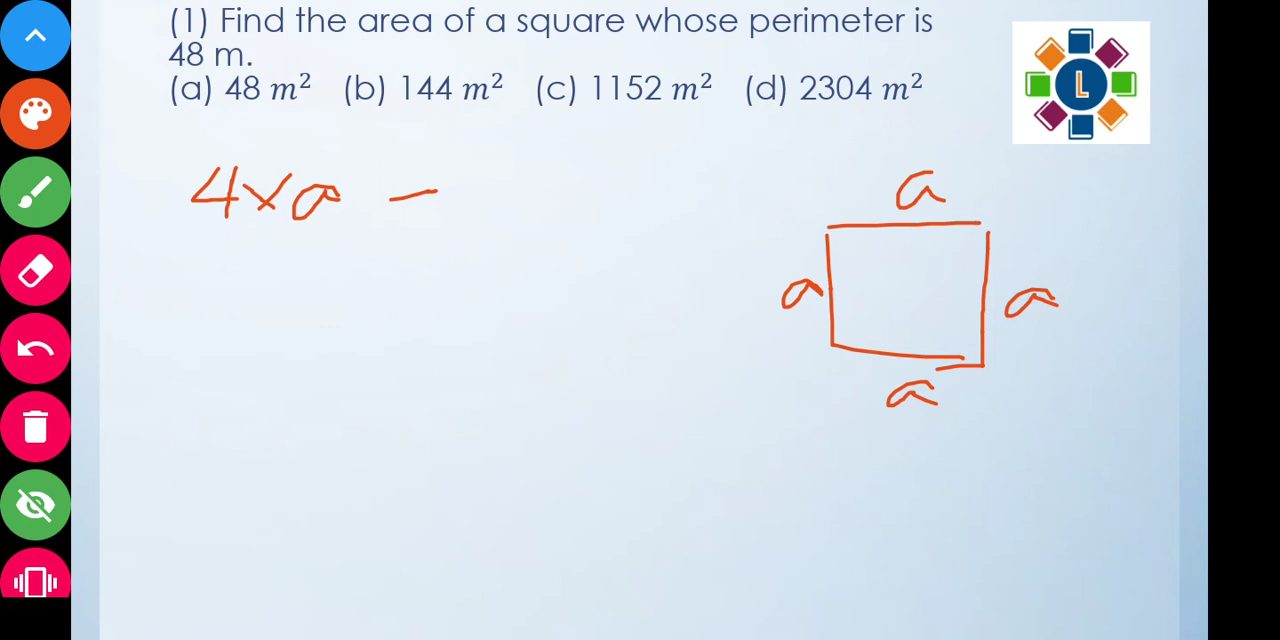 (1) Find the area of a square whose perimeter is
48 m.
(a) 48 m² (b) 144 m² (c) 1152 m² (d) 2304 m²
L
4×a –
a
a
a
a